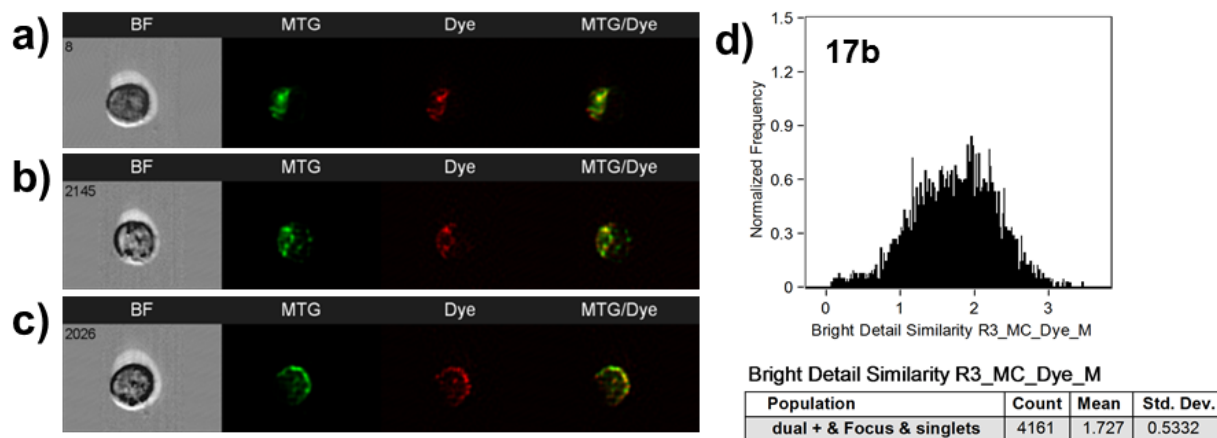 a)
BF MTG Dye MTG/Dye
8
b)
BF MTG Dye MTG/Dye
2145
c)
BF MTG Dye MTG/Dye
2026
d)
17b
1.5
1.2
0.9
0.6
0.3
0
Normalized Frequency
0 1 2 3
Bright Detail Similarity R3_MC_Dye_M
Bright Detail Similarity R3_MC_Dye_M
Population Count Mean Std. Dev.
dual + & Focus & singlets 4161 1.727 0.5332